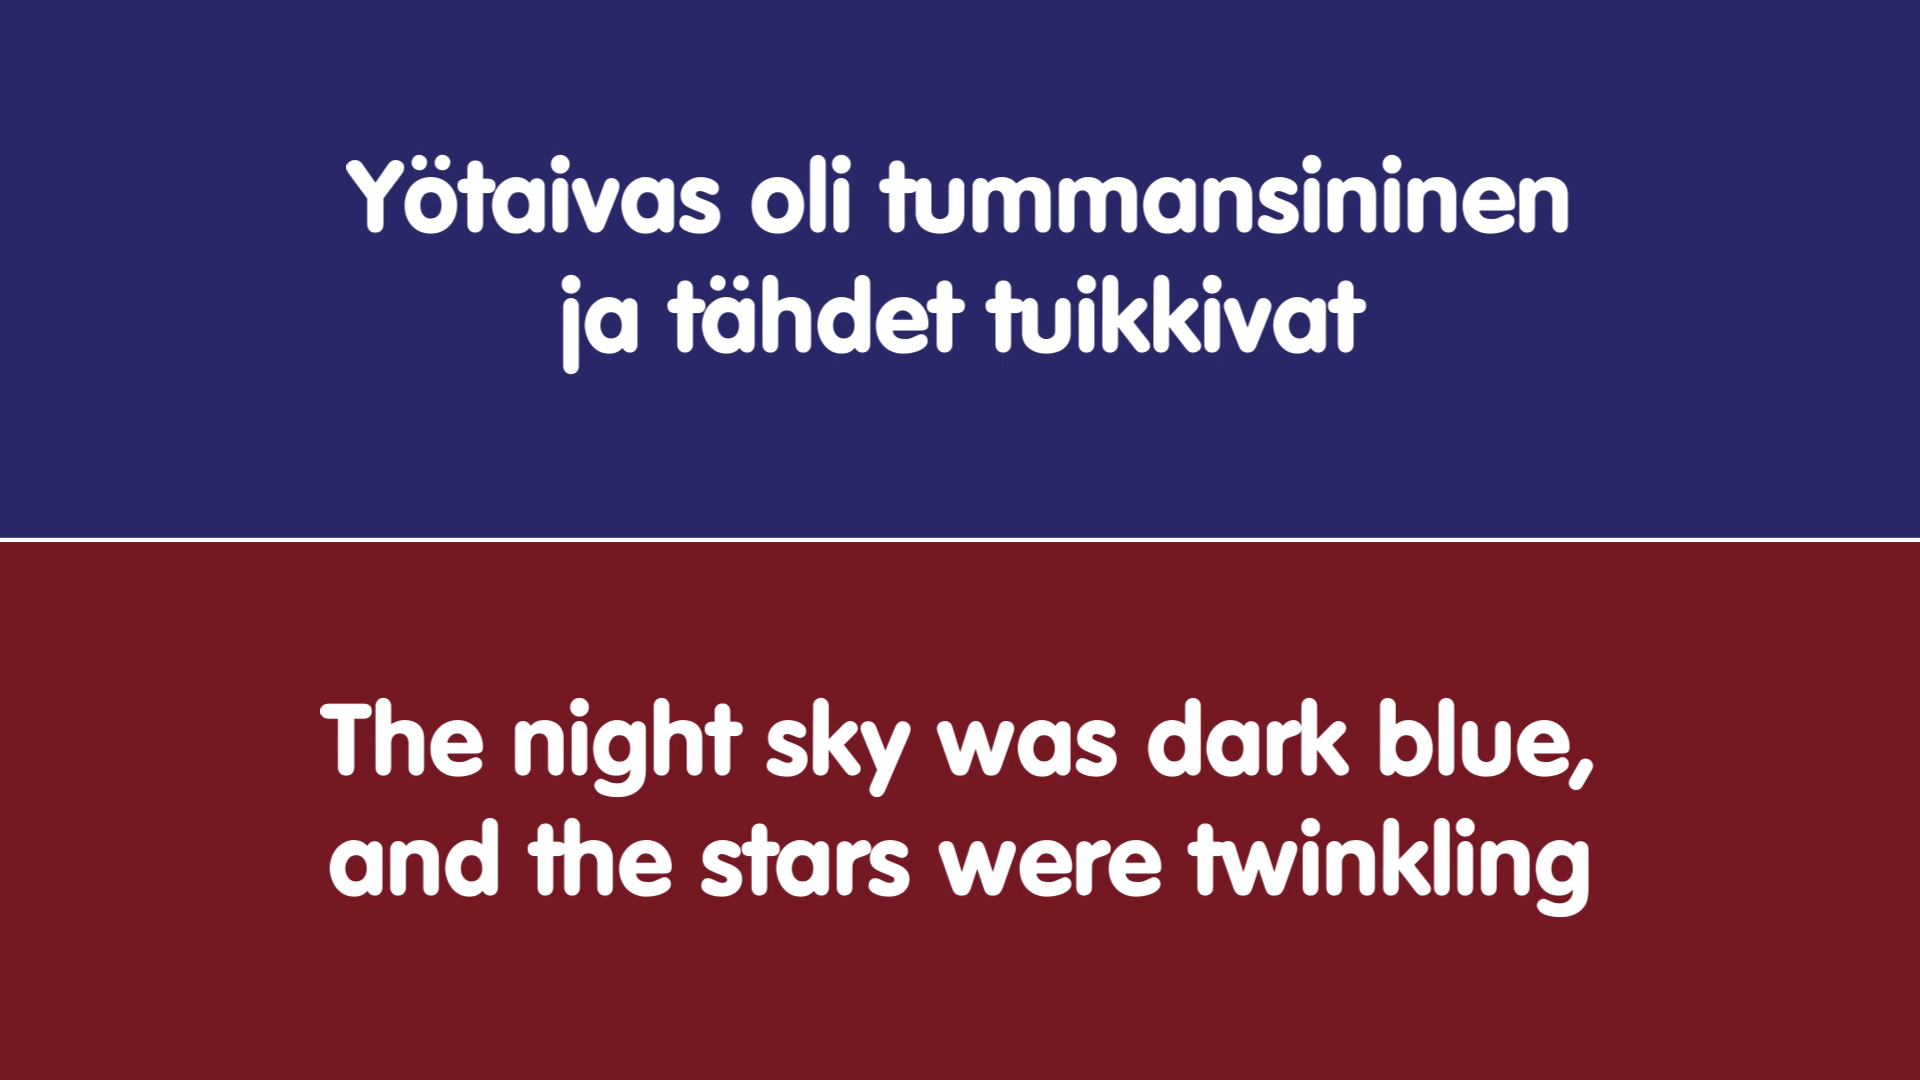 Yötaivas oli tummansininen
ja tähdet tuikkivat
The night sky was dark blue,
and the stars were twinkling